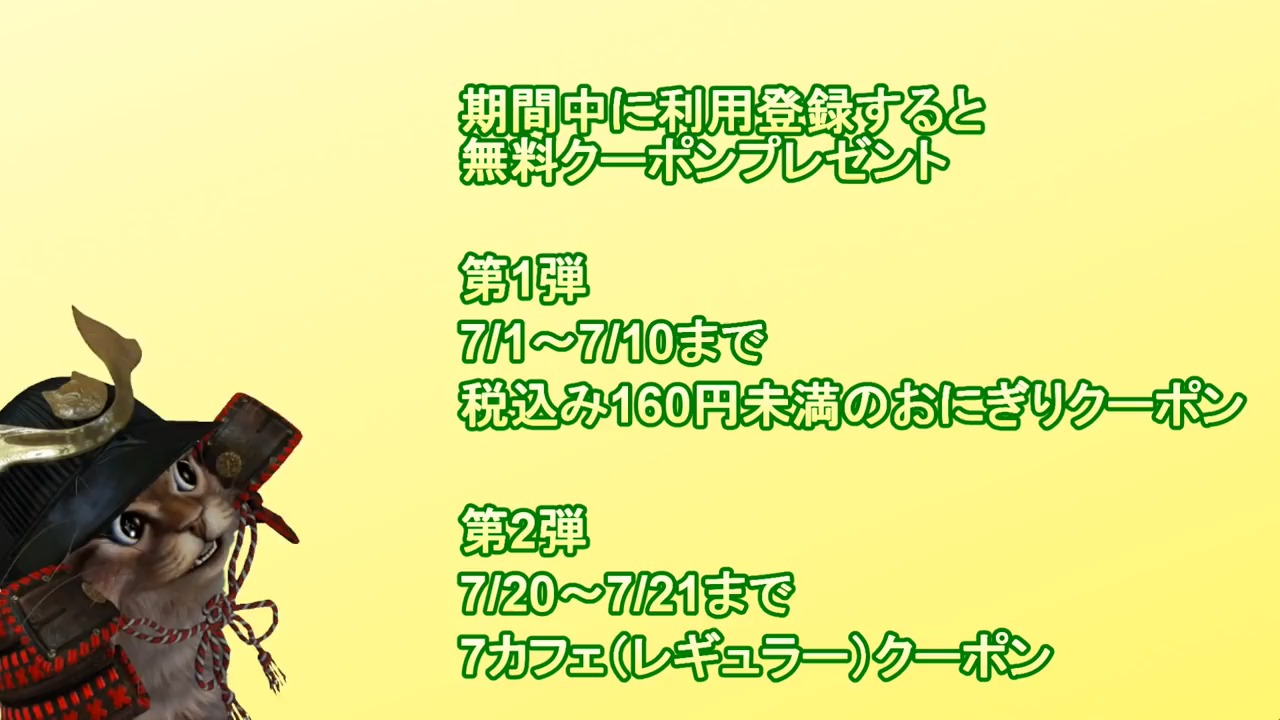 期間中に利用登録すると
無料クーポンプレゼント
第1弾
7/1～7/10まで
税込み160円未満のおにぎりクーポン
第2弾
7/20～7/21まで
7カフェ(レギュラー)クーポン